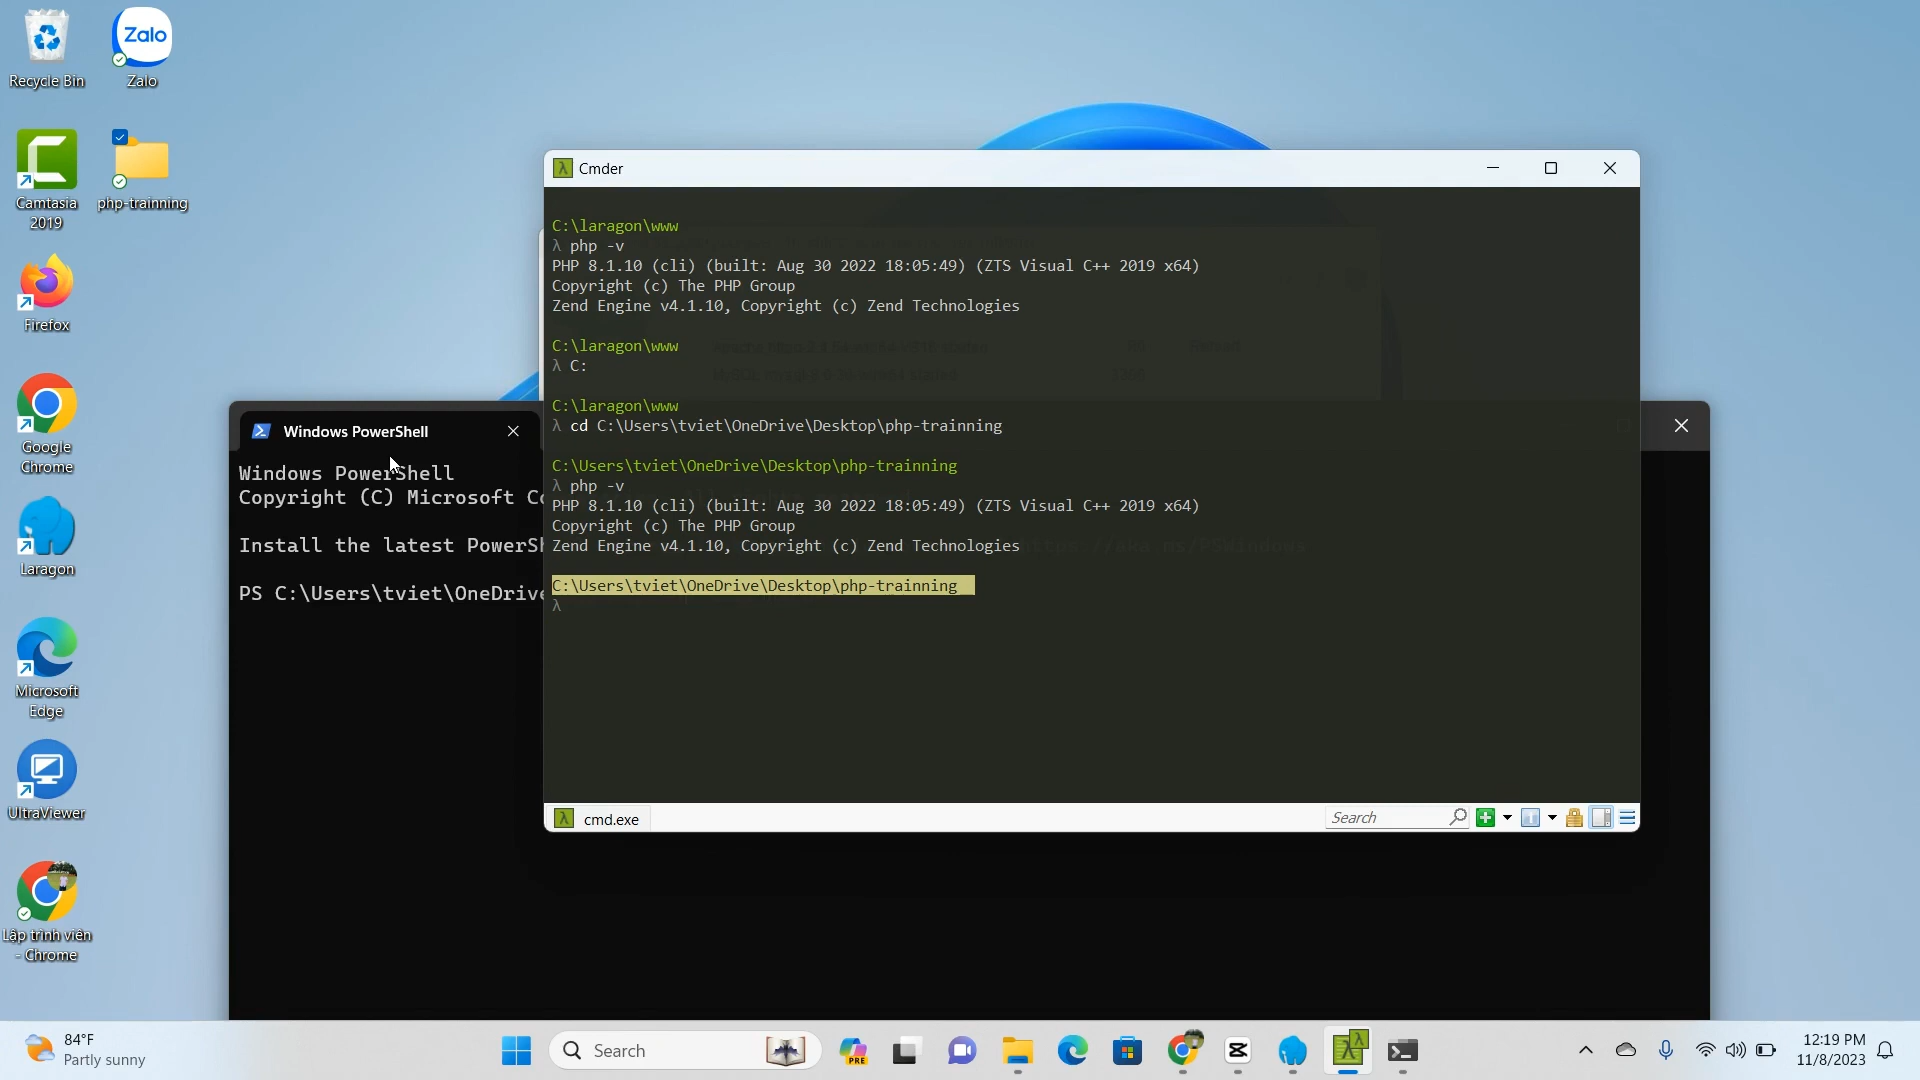 Recycle Bin
Zalo
Zalo
Camtasia
2019
php-trainning
Firefox
Google
Chrome
Laragon
Microsoft
Edge
UltraViewer
Lập trình viên
- Chrome
Windows PowerShell
Windows PowerShell
Copyright (C) Microsoft Co
Install the latest PowerSh
PS C:\Users\tviet\OneDrive
Cmder
C:\laragon\www
λ php -v
PHP 8.1.10 (cli) (built: Aug 30 2022 18:05:49) (ZTS Visual C++ 2019 x64)
Copyright (c) The PHP Group
Zend Engine v4.1.10, Copyright (c) Zend Technologies
C:\laragon\www
λ C:
C:\laragon\www
λ cd C:\Users\tviet\OneDrive\Desktop\php-trainning
C:\Users\tviet\OneDrive\Desktop\php-trainning
λ php -v
PHP 8.1.10 (cli) (built: Aug 30 2022 18:05:49) (ZTS Visual C++ 2019 x64)
Copyright (c) The PHP Group
Zend Engine v4.1.10, Copyright (c) Zend Technologies
C:\Users\tviet\OneDrive\Desktop\php-trainning
λ
cmd.exe
Search
84°F
Partly sunny
Search
PRE
12:19 PM
11/8/2023